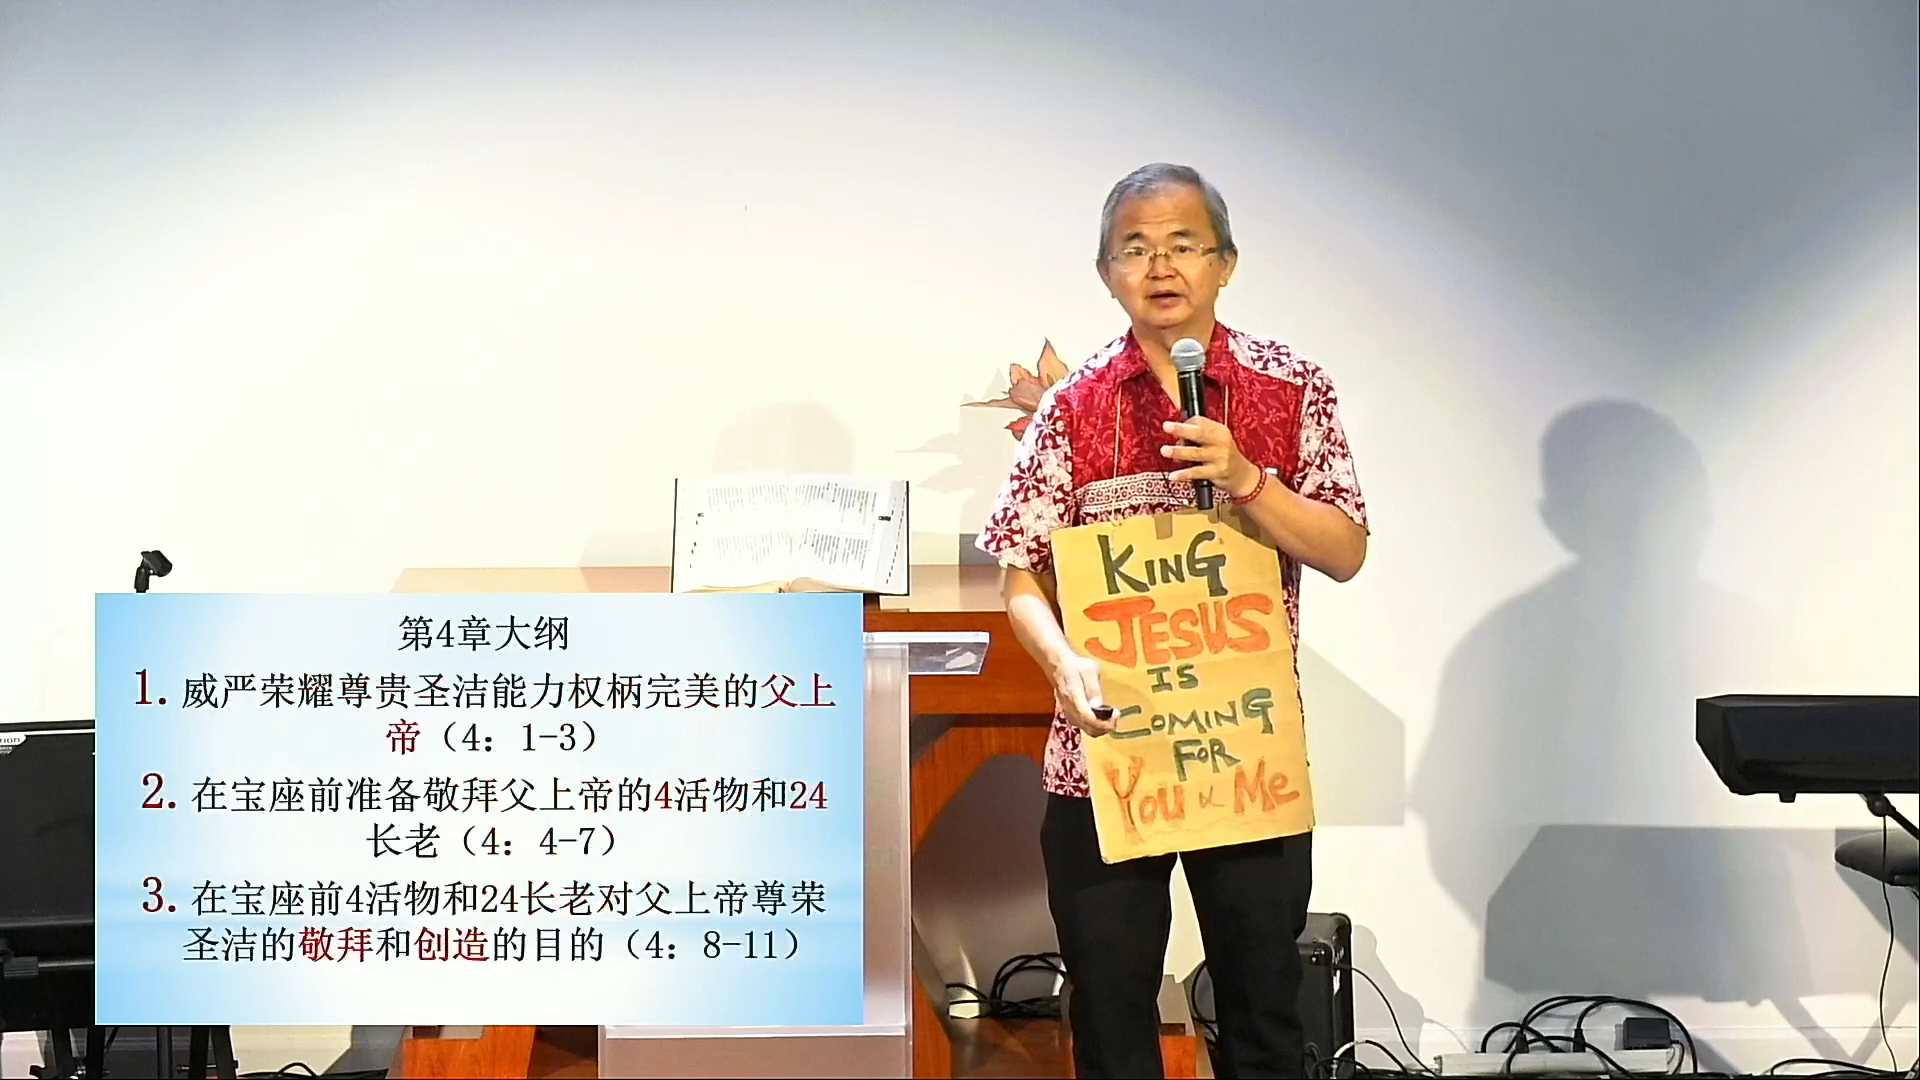 第4章大纲
1. 威严荣耀尊贵圣洁能力权柄完美的父上
帝（4：1-3）
2. 在宝座前准备敬拜父上帝的4活物和24
长老（4：4-7）
3. 在宝座前4活物和24长老对父上帝尊荣
圣洁的敬拜和创造的目的（4：8-11）
KING
JESUS
IS
COMING
FOR
YOU & Me